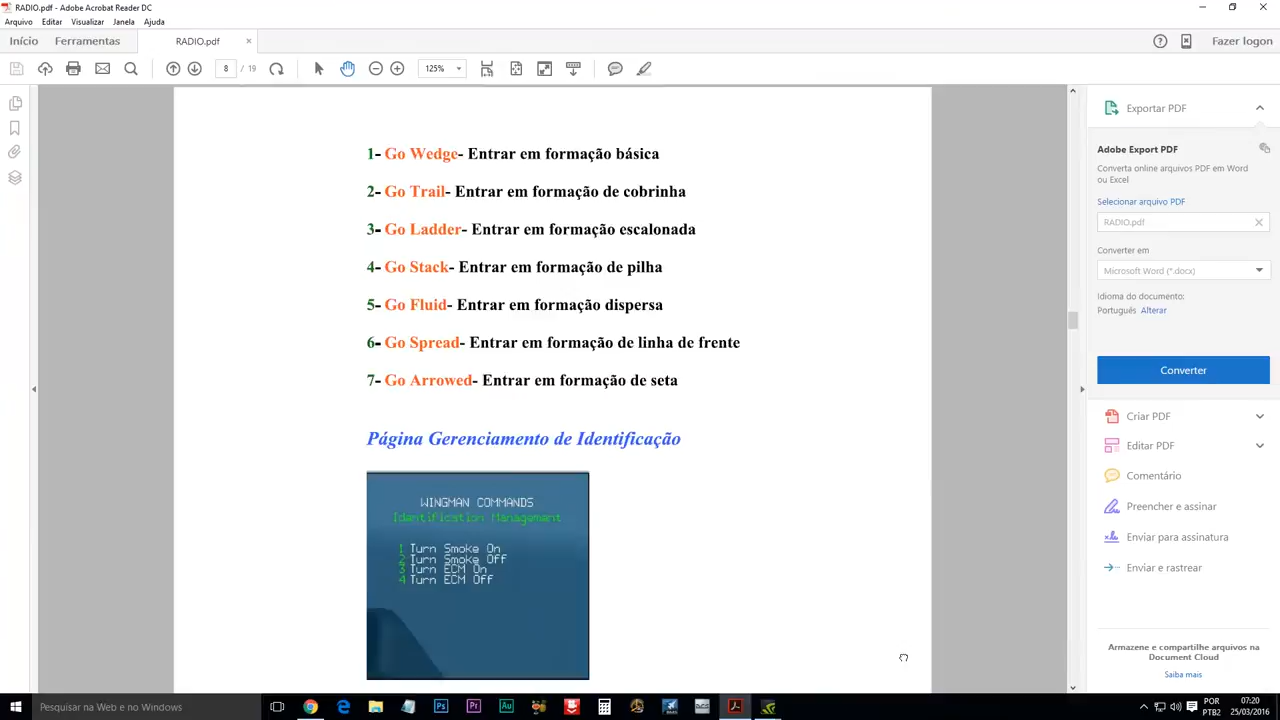 RADIO.pdf - Adobe Acrobat Reader DC
Arquivo Editar Visualizar Janela Ajuda
Início Ferramentas RADIO.pdf × Fazer logon
8 / 19 125%
1- Go Wedge- Entrar em formação básica
2- Go Trail- Entrar em formação de cobrinha
3- Go Ladder- Entrar em formação escalonada
4- Go Stack- Entrar em formação de pilha
5- Go Fluid- Entrar em formação dispersa
6- Go Spread- Entrar em formação de linha de frente
7- Go Arrowed- Entrar em formação de seta
Página Gerenciamento de Identificação
WINGMAN COMMANDS
Identification Management
1 Turn Smoke On
2 Turn Smoke Off
3 Turn ECM On
4 Turn ECM Off
Exportar PDF
Adobe Export PDF
Converta online arquivos PDF em Word
ou Excel
Selecionar arquivo PDF
RADIO.pdf
Converter em
Microsoft Word (*.docx)
Idioma do documento:
Português Alterar
Converter
Criar PDF
Editar PDF
Comentário
Preencher e assinar
Enviar para assinatura
Enviar e rastrear
Armazene e compartilhe arquivos na
Document Cloud
Saiba mais
Pesquisar na Web e no Windows
Ps Pr Au
DCS
POR
PTB2
07:20
25/03/2016